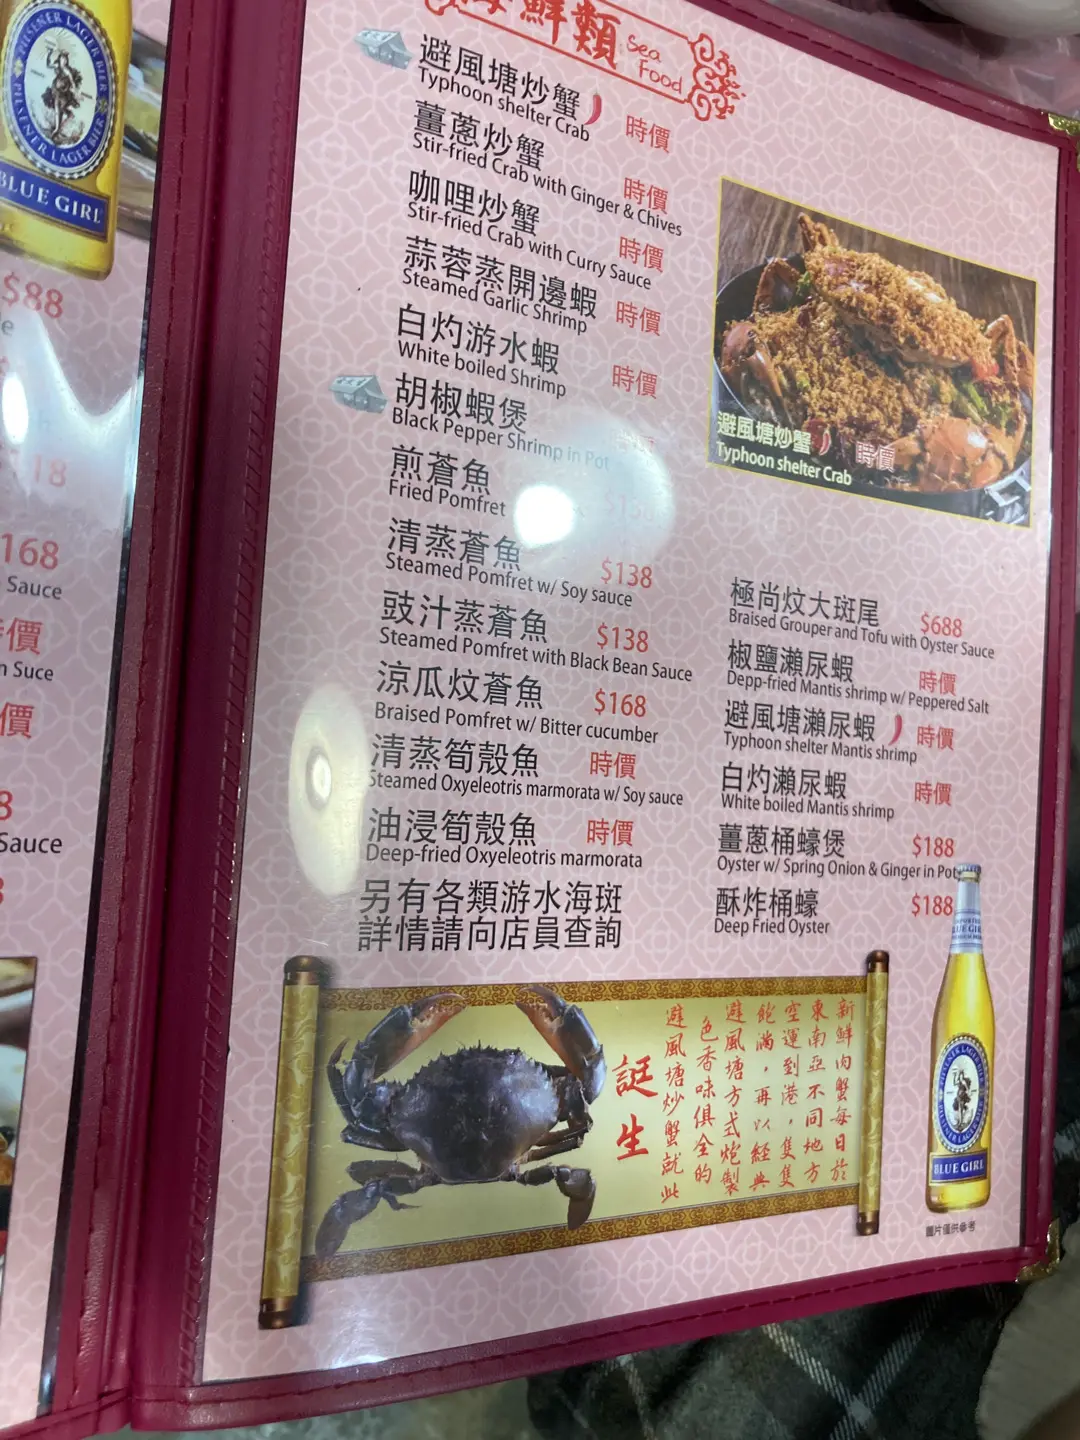 PILSENER LAGER BIER
PILSENER LAGER BIER
BLUE GIRL
$88
18
168
Sauce
價
Suce
價
Sauce
鮮類 Sea Food
避風塘炒蟹 時價
Typhoon shelter Crab
薑蔥炒蟹 時價
Stir-fried Crab with Ginger & Chives
咖哩炒蟹 時價
Stir-fried Crab with Curry Sauce
蒜蓉蒸開邊蝦 時價
Steamed Garlic Shrimp
白灼游水蝦 時價
White boiled Shrimp
胡椒蝦煲
Black Pepper Shrimp in Pot
煎蒼魚
Fried Pomfret
清蒸蒼魚 $138
Steamed Pomfret w/ Soy sauce
豉汁蒸蒼魚 $138
Steamed Pomfret with Black Bean Sauce
涼瓜炆蒼魚 $168
Braised Pomfret w/ Bitter cucumber
清蒸筍殼魚 時價
Steamed Oxyeleotris marmorata w/ Soy sauce
油浸筍殼魚 時價
Deep-fried Oxyeleotris marmorata
另有各類游水海斑
詳情請向店員查詢
避風塘炒蟹 時價
Typhoon shelter Crab
極尚炆大斑尾 $688
Braised Grouper and Tofu with Oyster Sauce
椒鹽瀨尿蝦 時價
Depp-fried Mantis shrimp w/ Peppered Salt
避風塘瀨尿蝦 時價
Typhoon shelter Mantis shrimp
白灼瀨尿蝦 時價
White boiled Mantis shrimp
薑蔥桶蠔煲 $188
Oyster w/ Spring Onion & Ginger in Pot
酥炸桶蠔 $188
Deep Fried Oyster
新鮮肉蟹每日於
東南亞不同地方
空運到港，隻隻
飽滿，再以經典
避風塘方式炮製
色香味俱全的
避風塘炒蟹就此
誕生
BLUE GIRL
圖片僅供參考